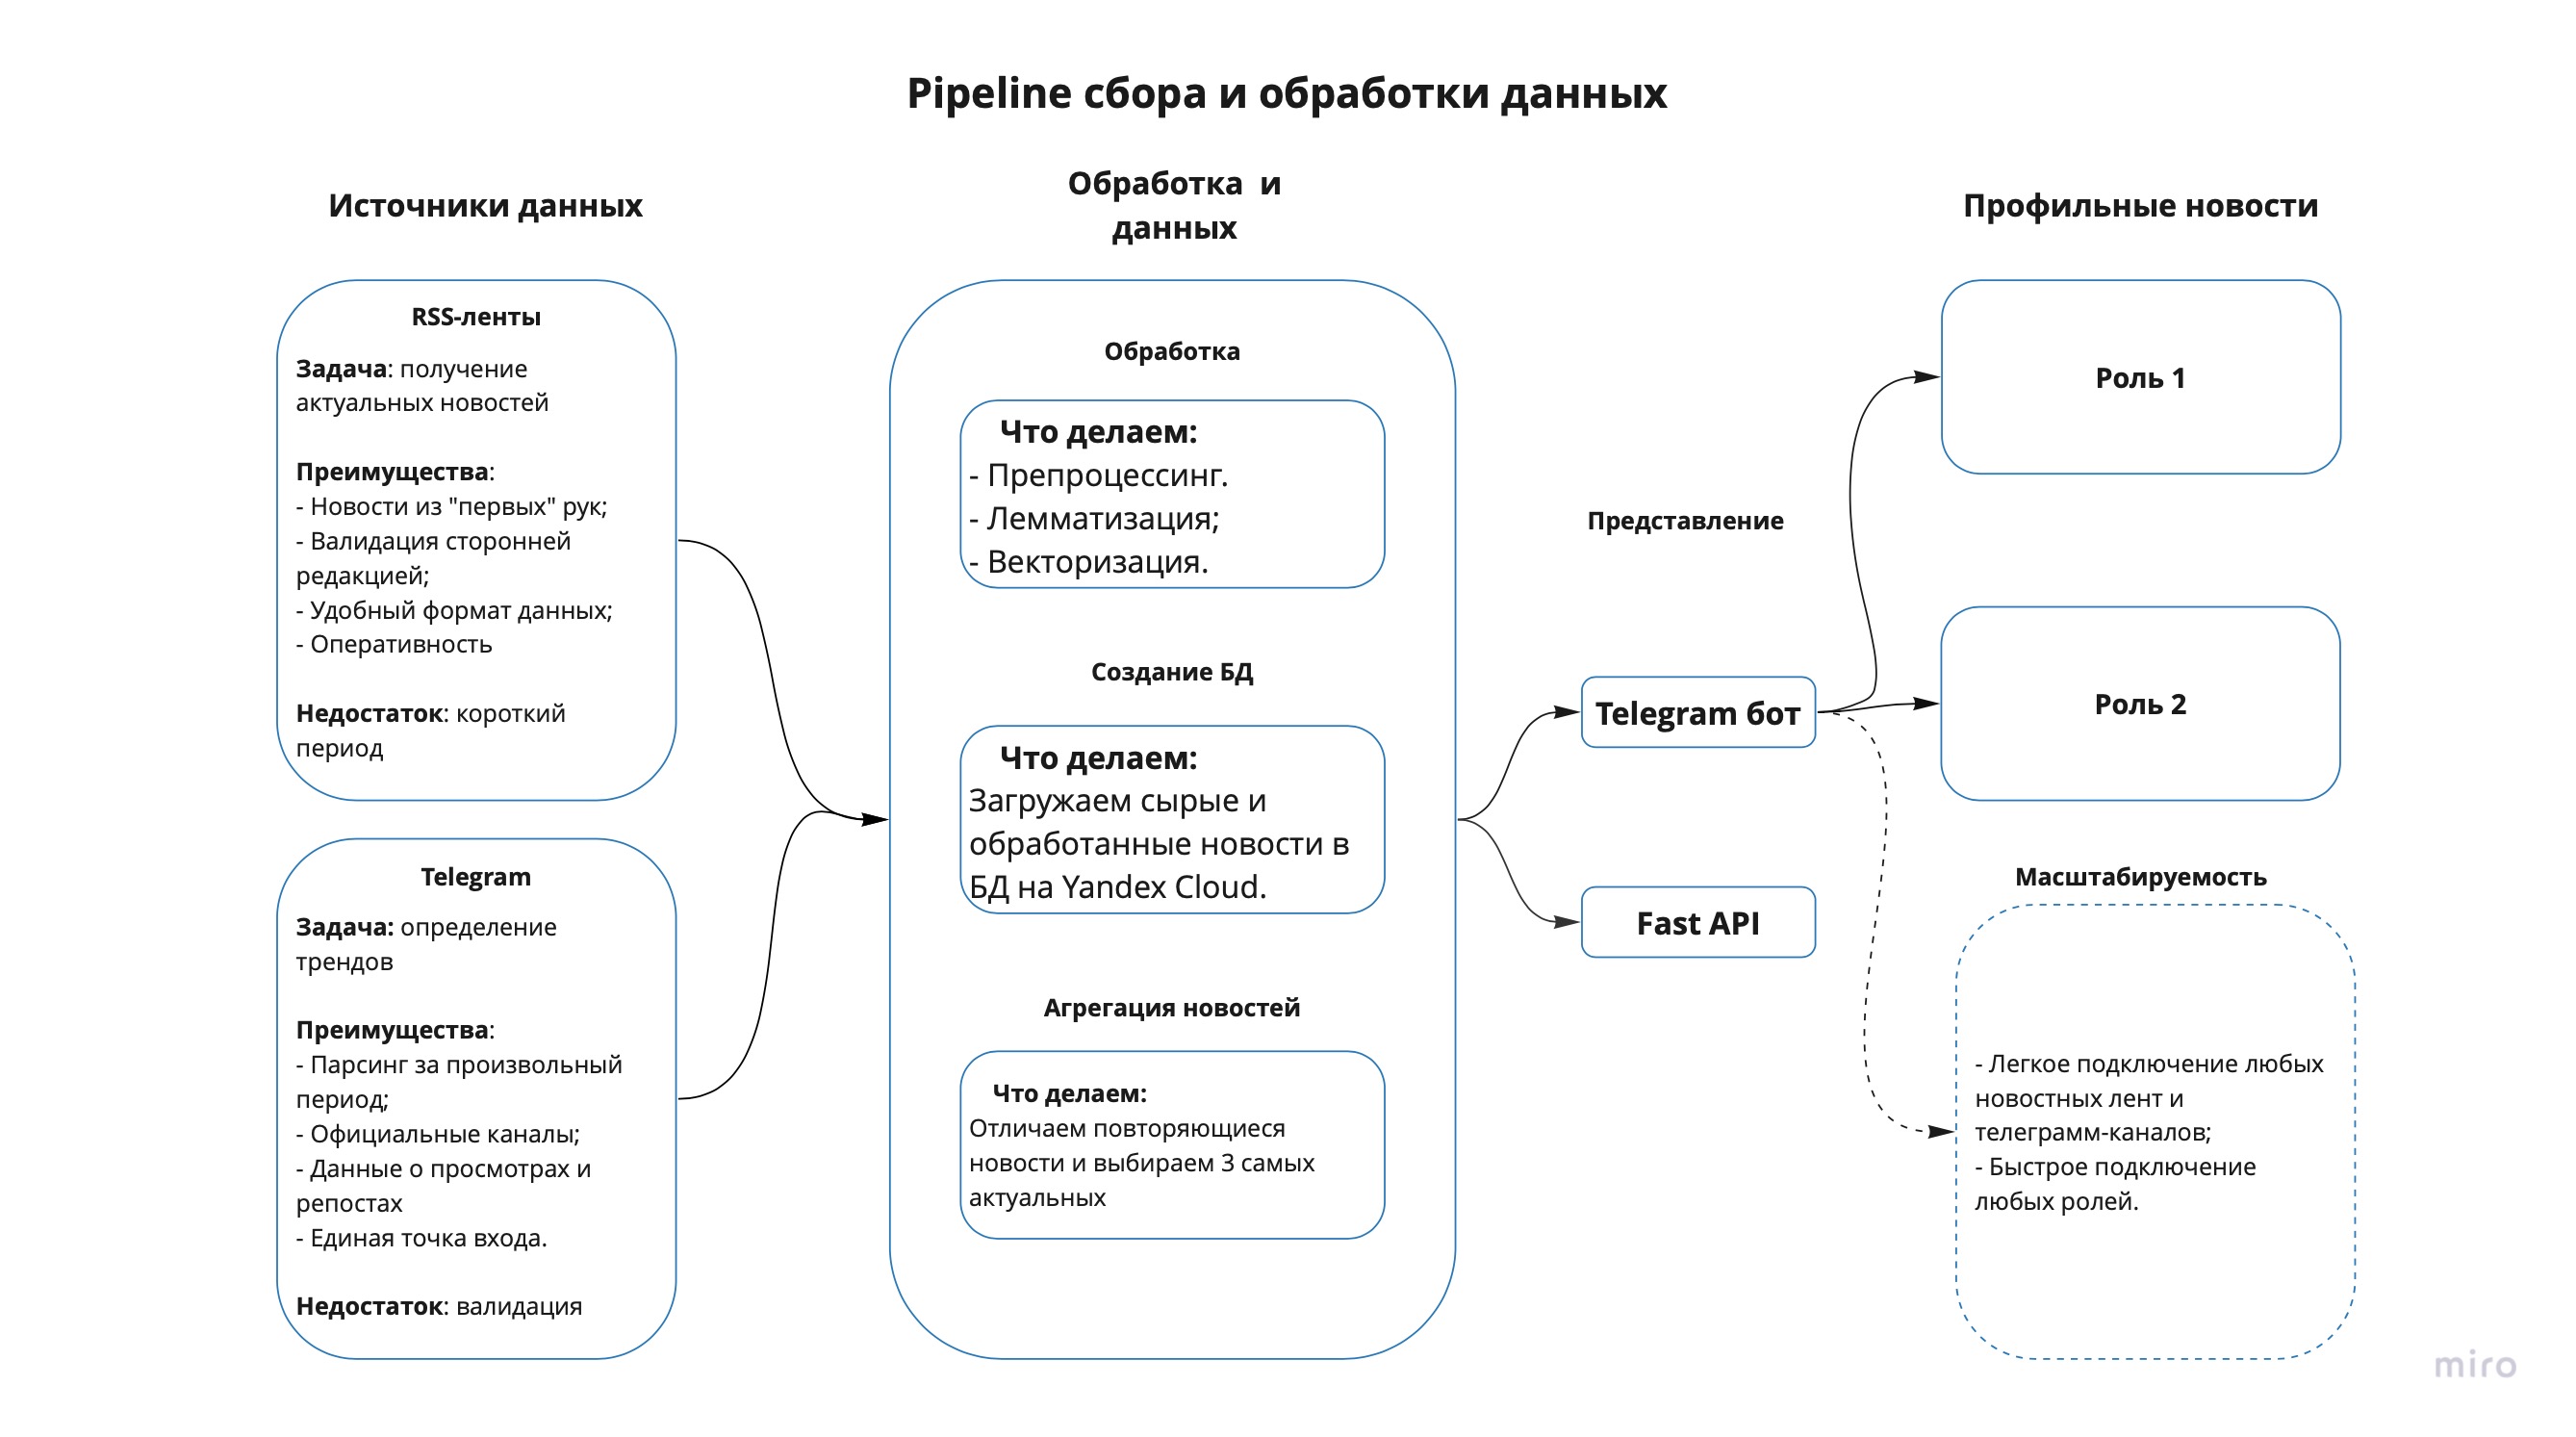 Pipeline сбора и обработки данных
Источники данных
Обработка и
данных
Профильные новости
RSS-ленты
Задача: получение
актуальных новостей
Преимущества:
- Новости из "первых" рук;
- Валидация сторонней
редакцией;
- Удобный формат данных;
- Оперативность
Недостаток: короткий
период
Telegram
Задача: определение
трендов
Преимущества:
- Парсинг за произвольный
период;
- Официальные каналы;
- Данные о просмотрах и
репостах
- Единая точка входа.
Недостаток: валидация
Обработка
Что делаем:
- Препроцессинг.
- Лемматизация;
- Векторизация.
Создание БД
Что делаем:
Загружаем сырые и
обработанные новости в
БД на Yandex Cloud.
Агрегация новостей
Что делаем:
Отличаем повторяющиеся
новости и выбираем 3 самых
актуальных
Представление
Telegram бот
Fast API
Роль 1
Роль 2
Масштабируемость
- Легкое подключение любых
новостных лент и
телеграмм-каналов;
- Быстрое подключение
любых ролей.
miro